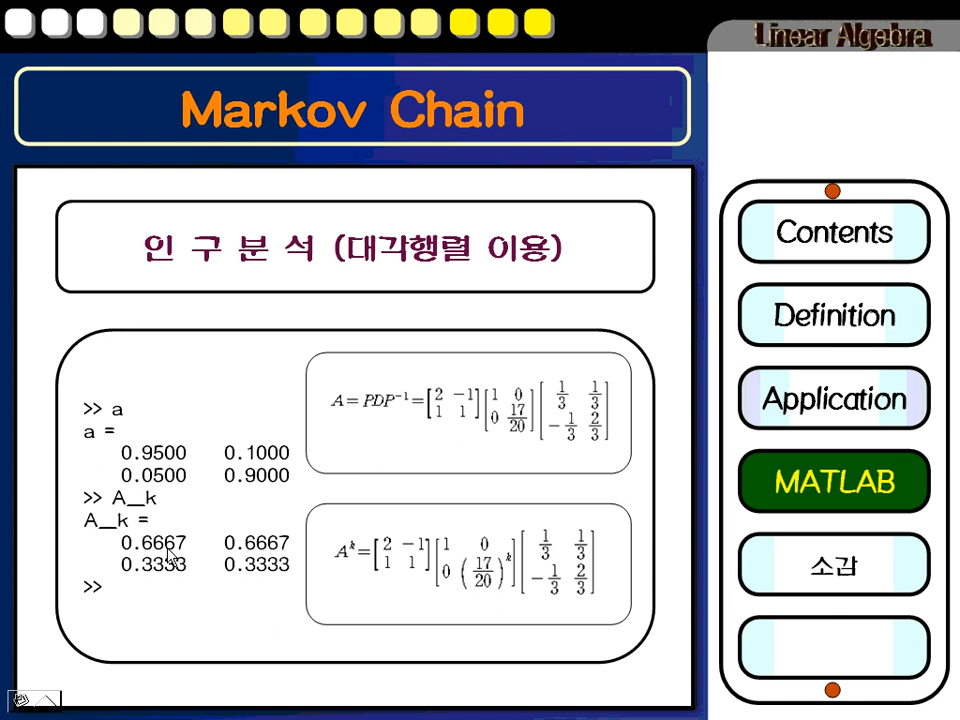 Linear Algebra
Markov Chain
인 구 분 석 (대각행렬 이용)
Contents
Definition
Application
MATLAB
소감
>> a
a =
0.9500 0.1000
0.0500 0.9000
>> A_k
A_k =
0.6667 0.6667
0.3333 0.3333
>>
A = PDP⁻¹ = [2 −1; 1 1] [1 0; 0 17/20] [1/3 1/3; −1/3 2/3]
Aᵏ = [2 −1; 1 1] [1 0; 0 (17/20)ᵏ] [1/3 1/3; −1/3 2/3]